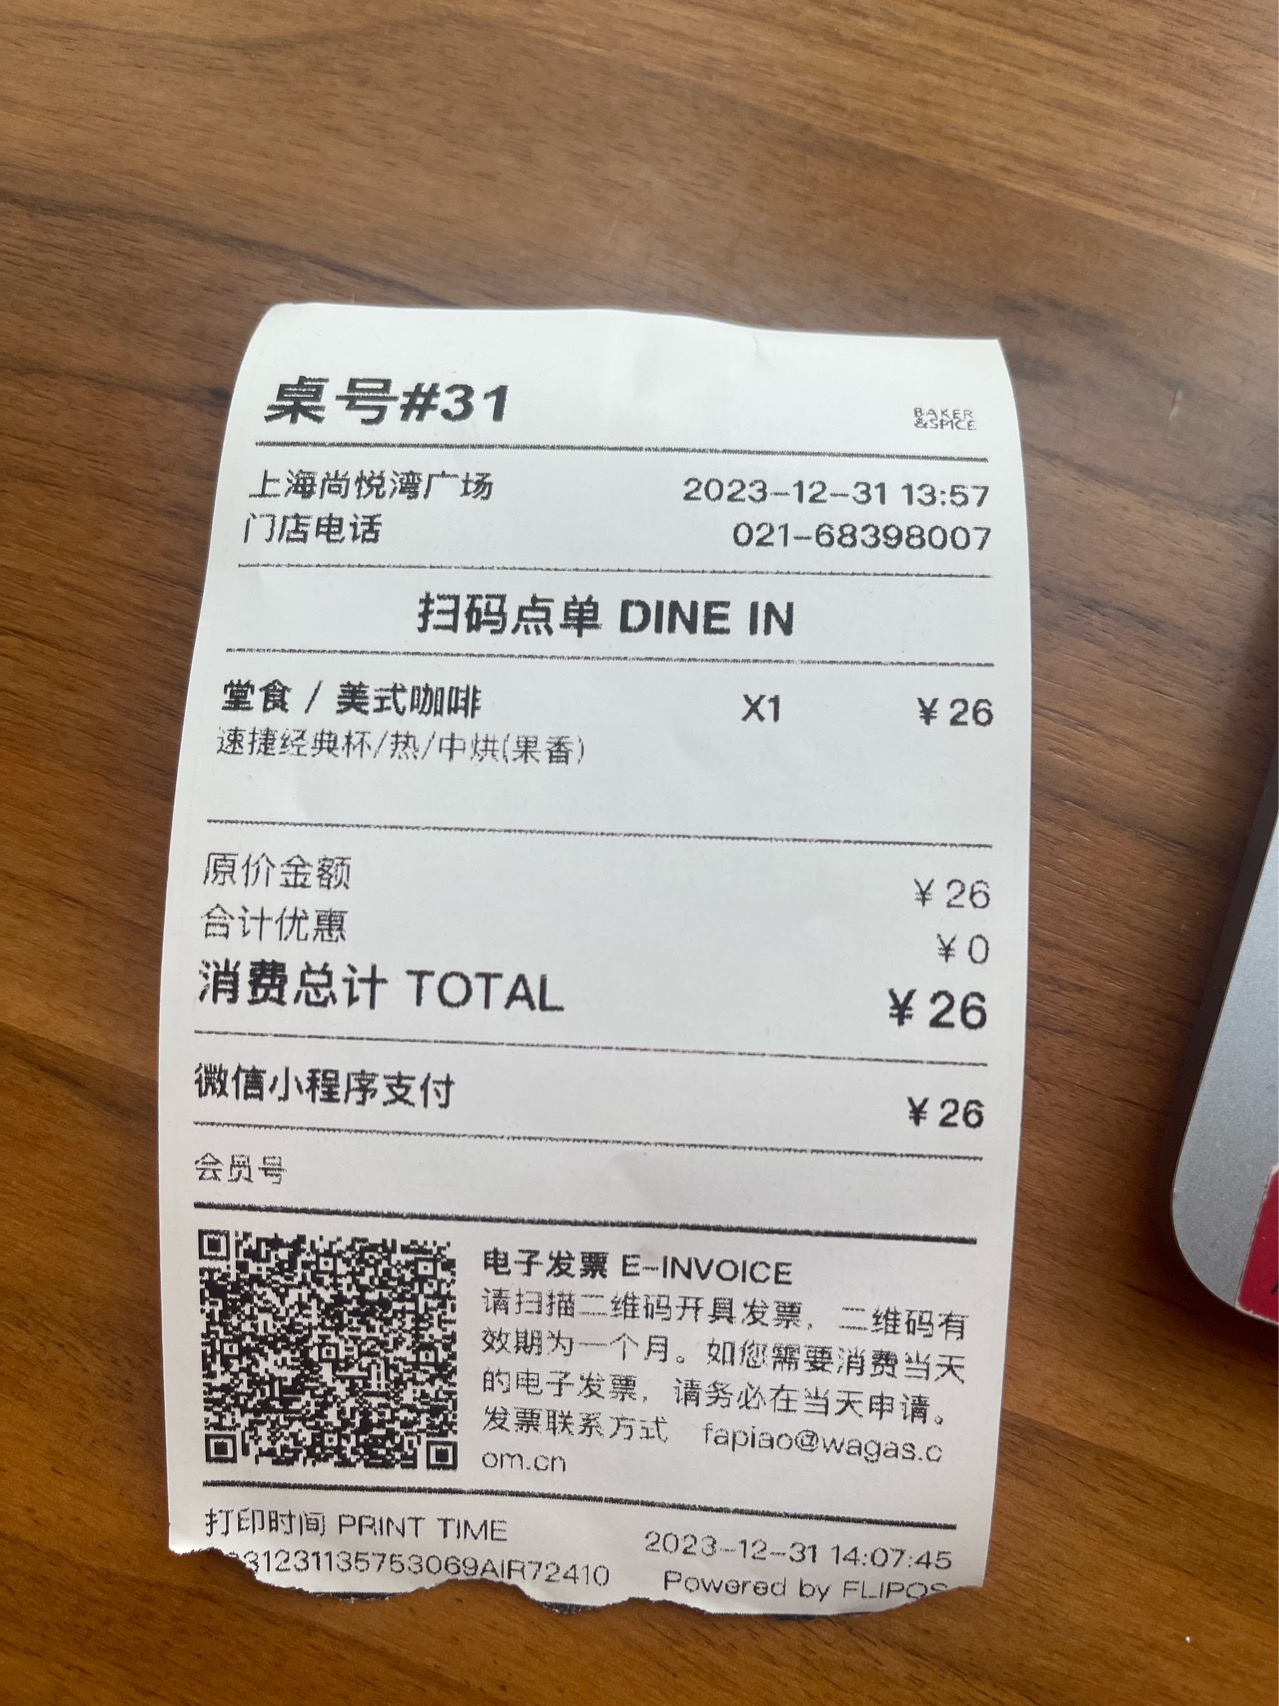 桌号#31
BAKER
&SPICE
上海尚悦湾广场 2023-12-31 13:57
门店电话 021-68398007
扫码点单 DINE IN
堂食 / 美式咖啡 X1 ¥26
速捷经典杯/热/中烘(果香)
原价金额 ¥26
合计优惠 ¥0
消费总计 TOTAL ¥26
微信小程序支付 ¥26
会员号
电子发票 E-INVOICE
请扫描二维码开具发票，二维码有
效期为一个月。如您需要消费当天
的电子发票，请务必在当天申请。
发票联系方式 fapiao@wagas.c
om.cn
打印时间 PRINT TIME 2023-12-31 14:07:45
31231135753069AIR72410 Powered by FLIPOS